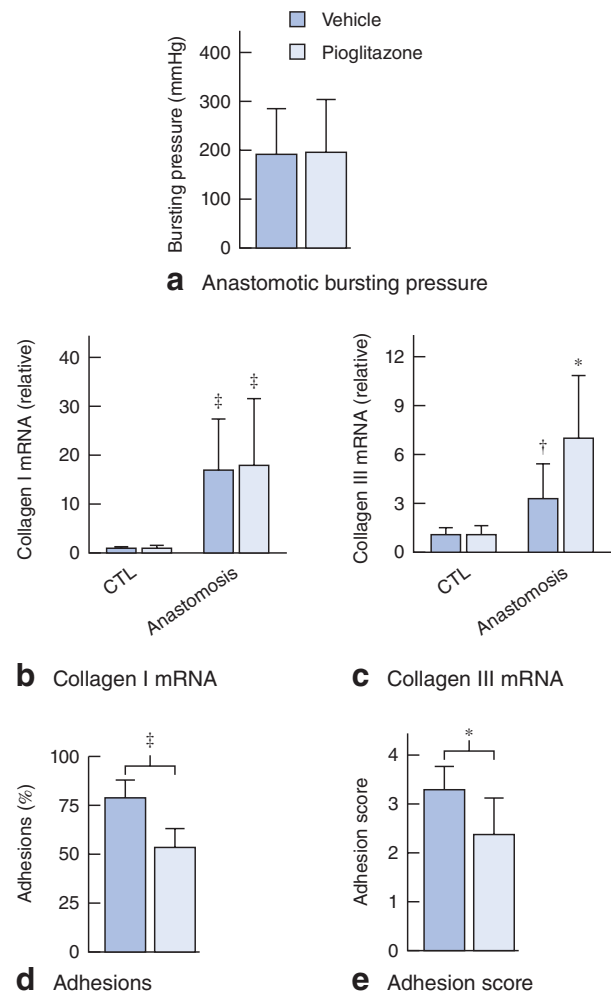 Vehicle
Pioglitazone
Bursting pressure (mmHg)
400
300
200
100
0
a Anastomotic bursting pressure
Collagen I mRNA (relative)
40
30
20
10
0
‡
‡
CTL
Anastomosis
b Collagen I mRNA
Collagen III mRNA (relative)
12
9
6
3
0
†
*
CTL
Anastomosis
c Collagen III mRNA
Adhesions (%)
100
75
50
25
0
‡
d Adhesions
Adhesion score
4
3
2
1
0
*
e Adhesion score